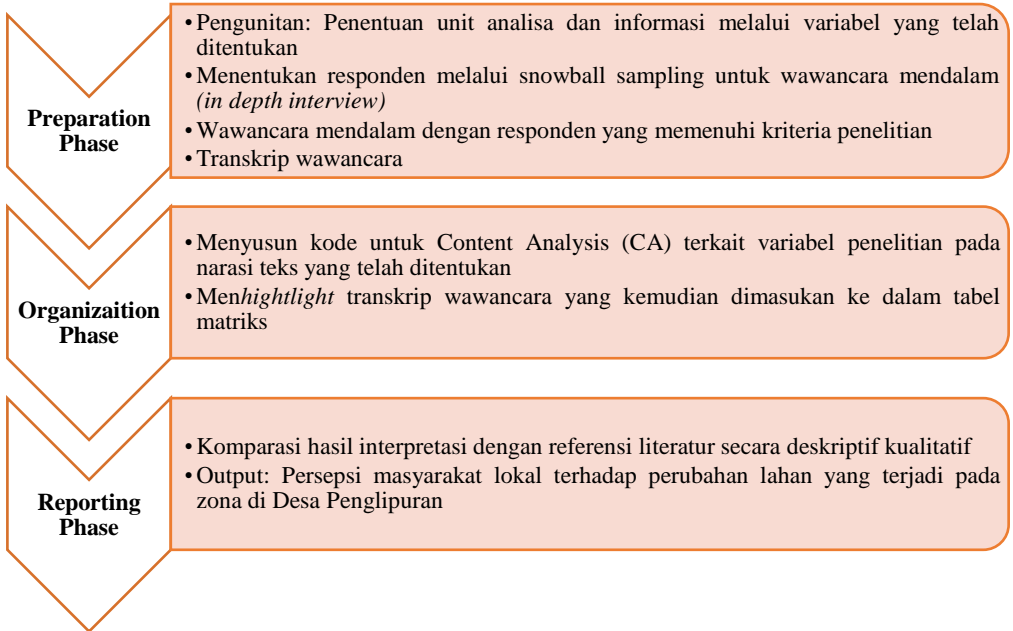 Preparation
Phase
• Pengunitan: Penentuan unit analisa dan informasi melalui variabel yang telah
ditentukan
• Menentukan responden melalui snowball sampling untuk wawancara mendalam
(in depth interview)
• Wawancara mendalam dengan responden yang memenuhi kriteria penelitian
• Transkrip wawancara
Organizaition
Phase
• Menyusun kode untuk Content Analysis (CA) terkait variabel penelitian pada
narasi teks yang telah ditentukan
• Menhightlight transkrip wawancara yang kemudian dimasukan ke dalam tabel
matriks
Reporting
Phase
• Komparasi hasil interpretasi dengan referensi literatur secara deskriptif kualitatif
• Output: Persepsi masyarakat lokal terhadap perubahan lahan yang terjadi pada
zona di Desa Penglipuran